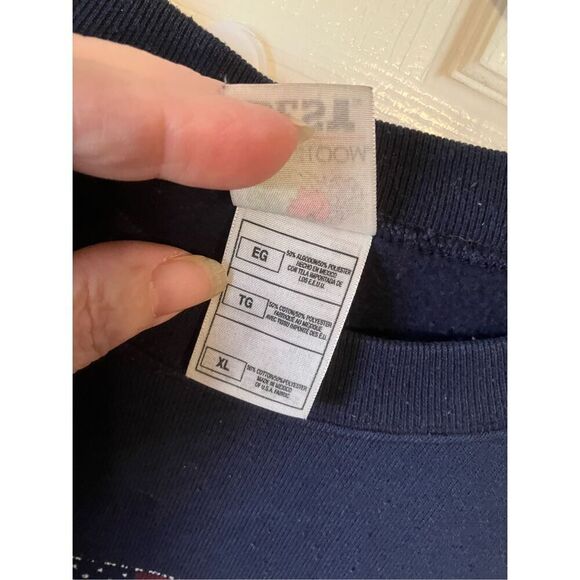 EG
50% ALGODON/50% POLIESTER
HECHO EN MEXICO
CON TELA IMPORTADA DE
LOS E.E.U.U.
TG
50% COTON/50% POLYESTER
FABRIQUE AU MEXIQUE
AVEC TISSU IMPORTE DES E.U.
XL
50% COTTON/50% POLYESTER
MADE IN MEXICO
OF U.S.A. FABRIC.